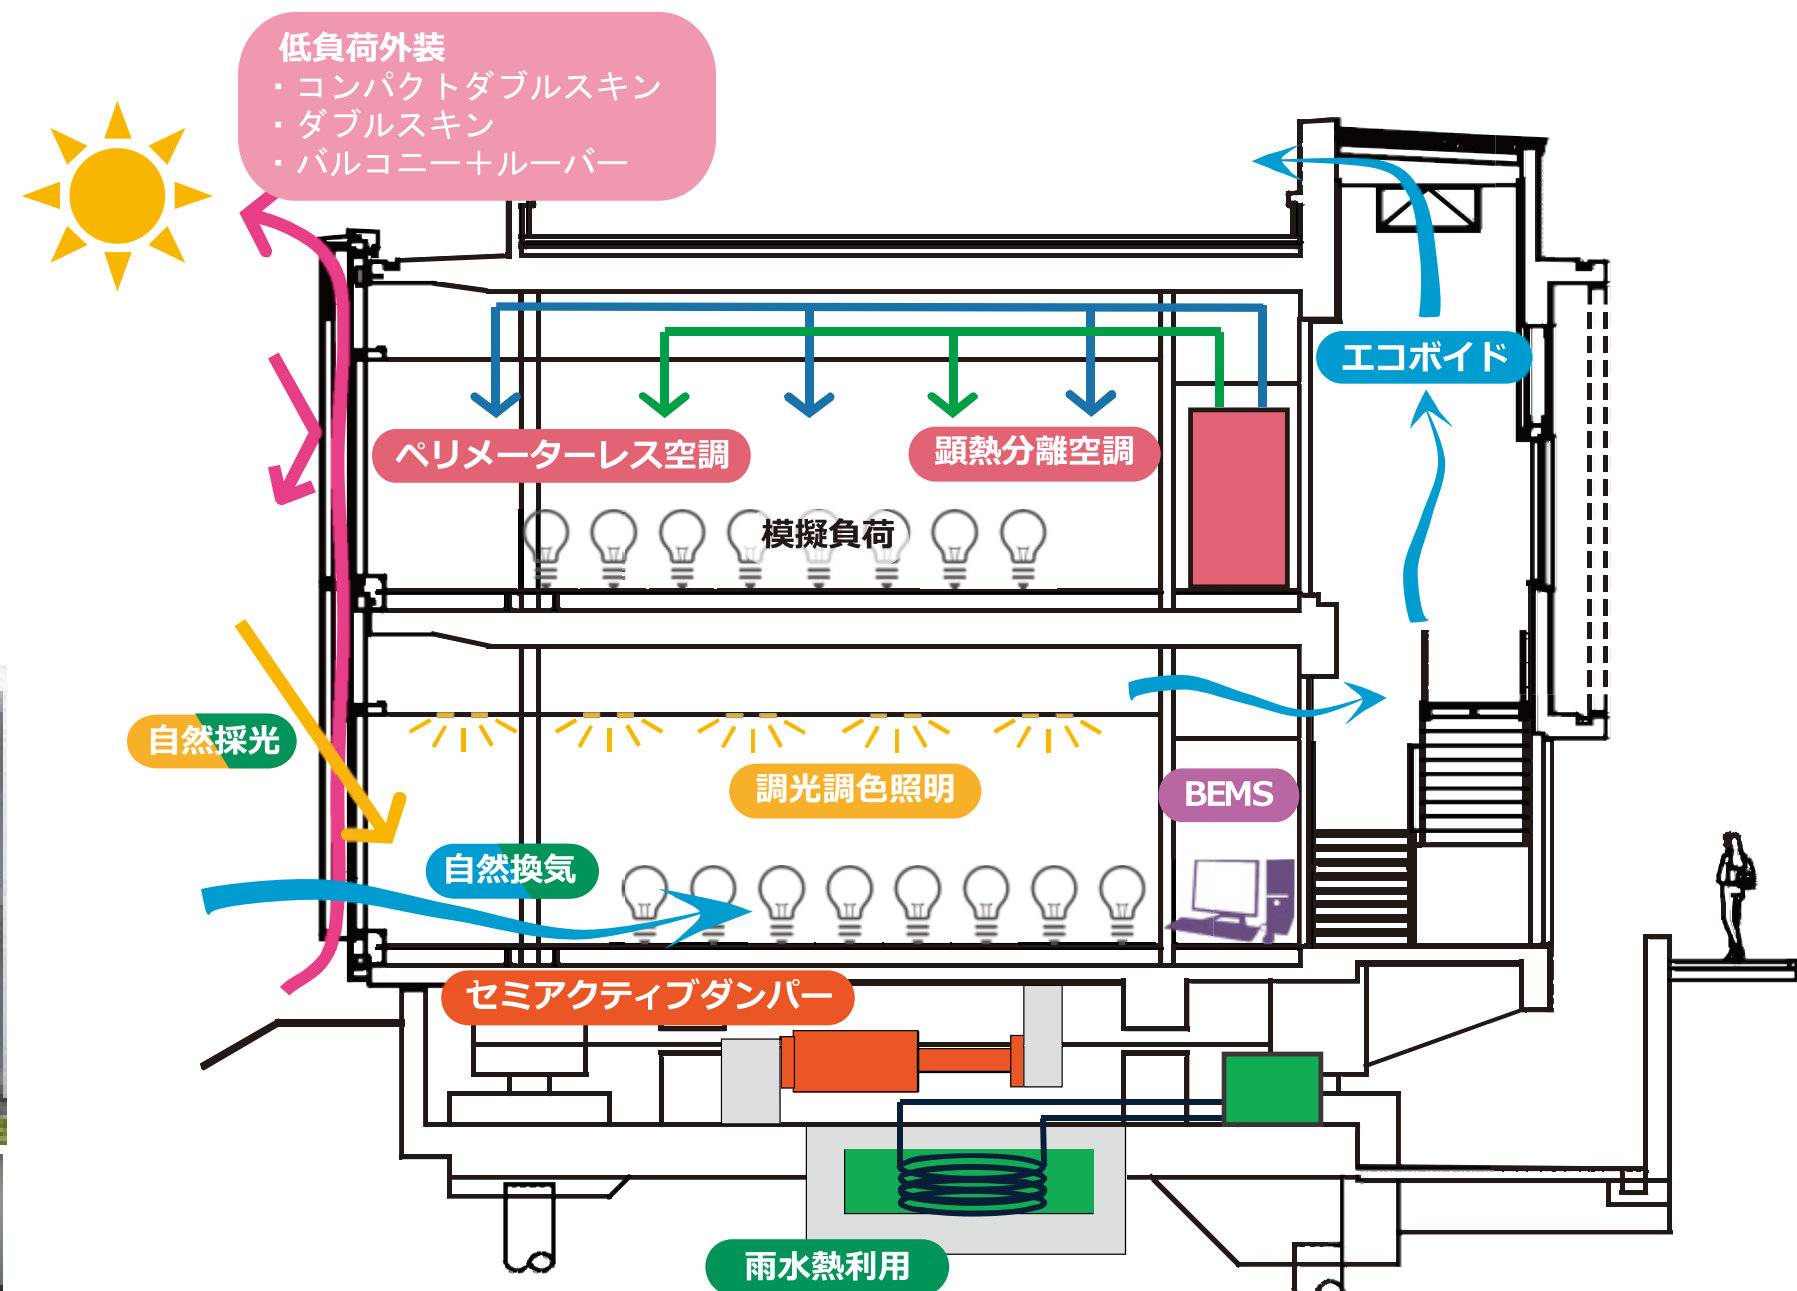 低負荷外装
・コンパクトダブルスキン
・ダブルスキン
・バルコニー＋ルーバー
エコボイド
ペリメーターレス空調
顕熱分離空調
模擬負荷
自然採光
調光調色照明
BEMS
自然換気
セミアクティブダンパー
雨水熱利用